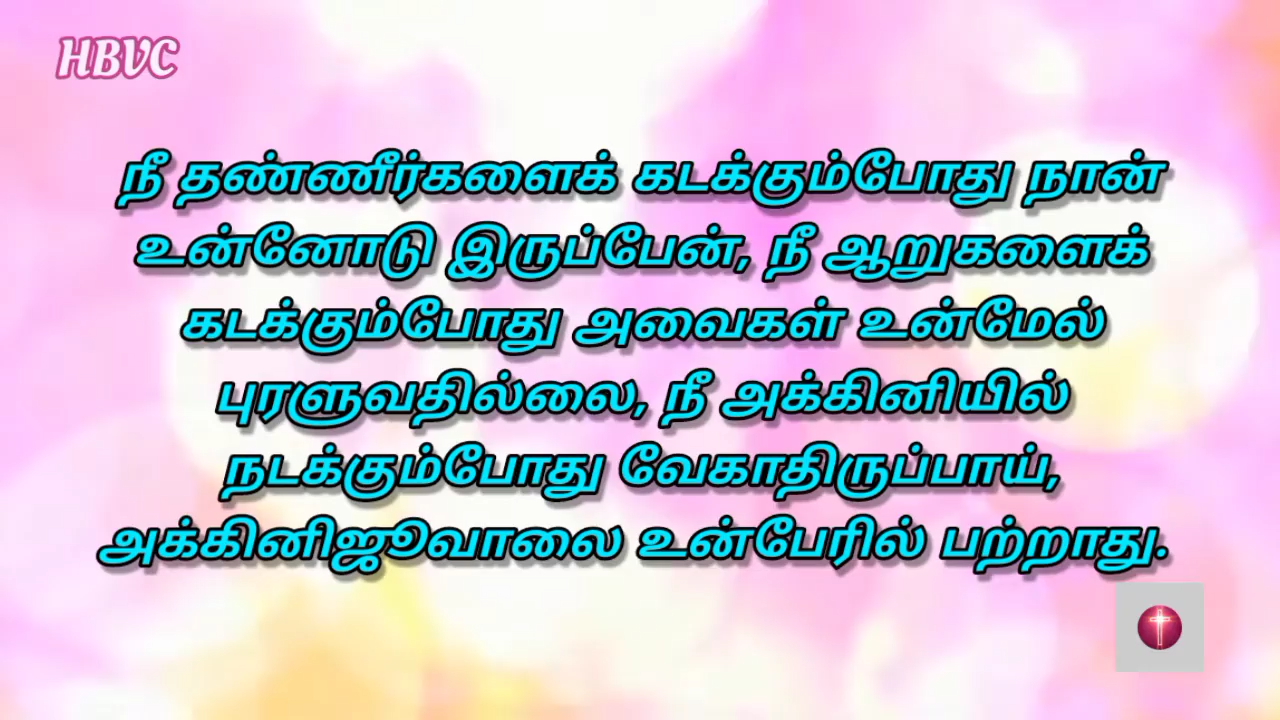 HBVC
நீ தண்ணீர்களைக் கடக்கும்போது நான்
உன்னோடு இருப்பேன், நீ ஆறுகளைக்
கடக்கும்போது அவைகள் உன்மேல்
புரளுவதில்லை, நீ அக்கினியில்
நடக்கும்போது வேகாதிருப்பாய்,
அக்கினிஜூவாலை உன்பேரில் பற்றாது.